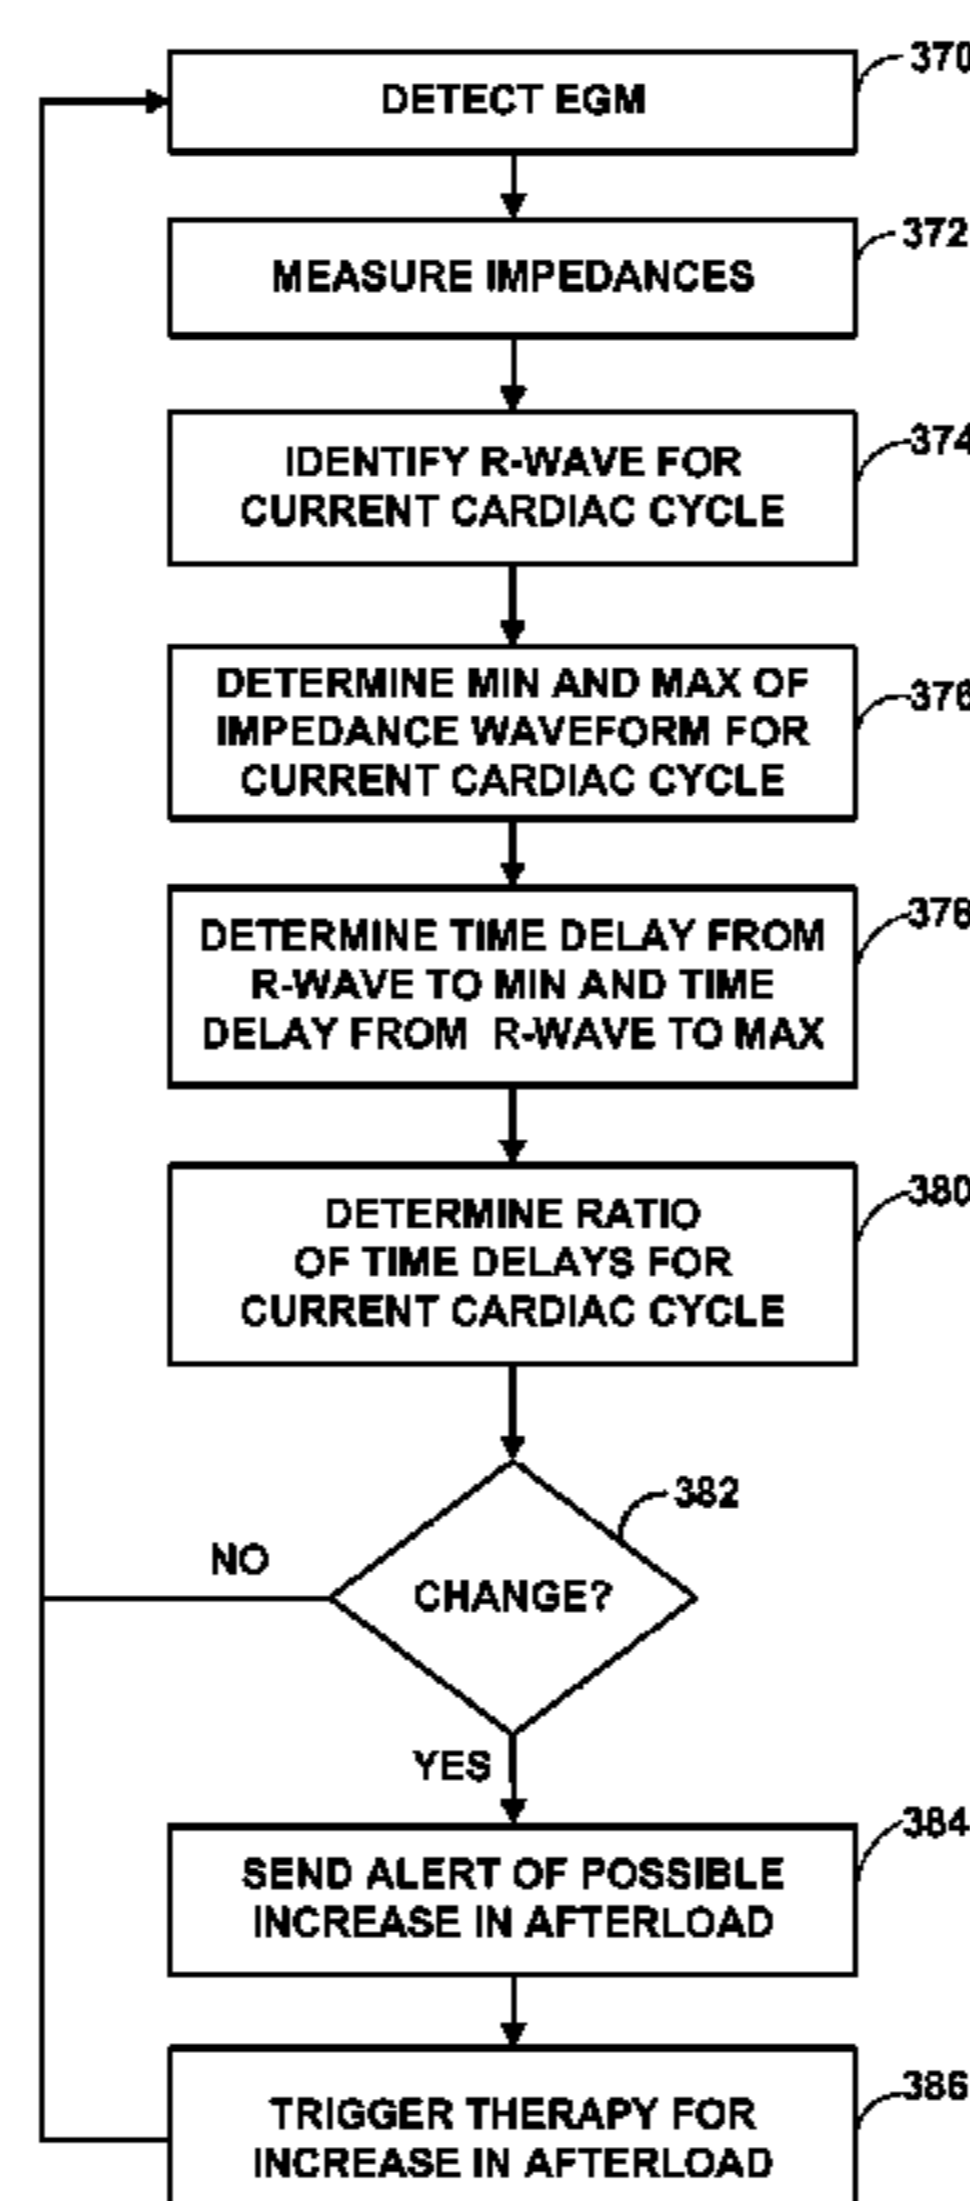 370
DETECT EGM
372
MEASURE IMPEDANCES
374
IDENTIFY R-WAVE FOR
CURRENT CARDIAC CYCLE
376
DETERMINE MIN AND MAX OF
IMPEDANCE WAVEFORM FOR
CURRENT CARDIAC CYCLE
378
DETERMINE TIME DELAY FROM
R-WAVE TO MIN AND TIME
DELAY FROM R-WAVE TO MAX
380
DETERMINE RATIO
OF TIME DELAYS FOR
CURRENT CARDIAC CYCLE
382
NO
CHANGE?
YES
384
SEND ALERT OF POSSIBLE
INCREASE IN AFTERLOAD
386
TRIGGER THERAPY FOR
INCREASE IN AFTERLOAD